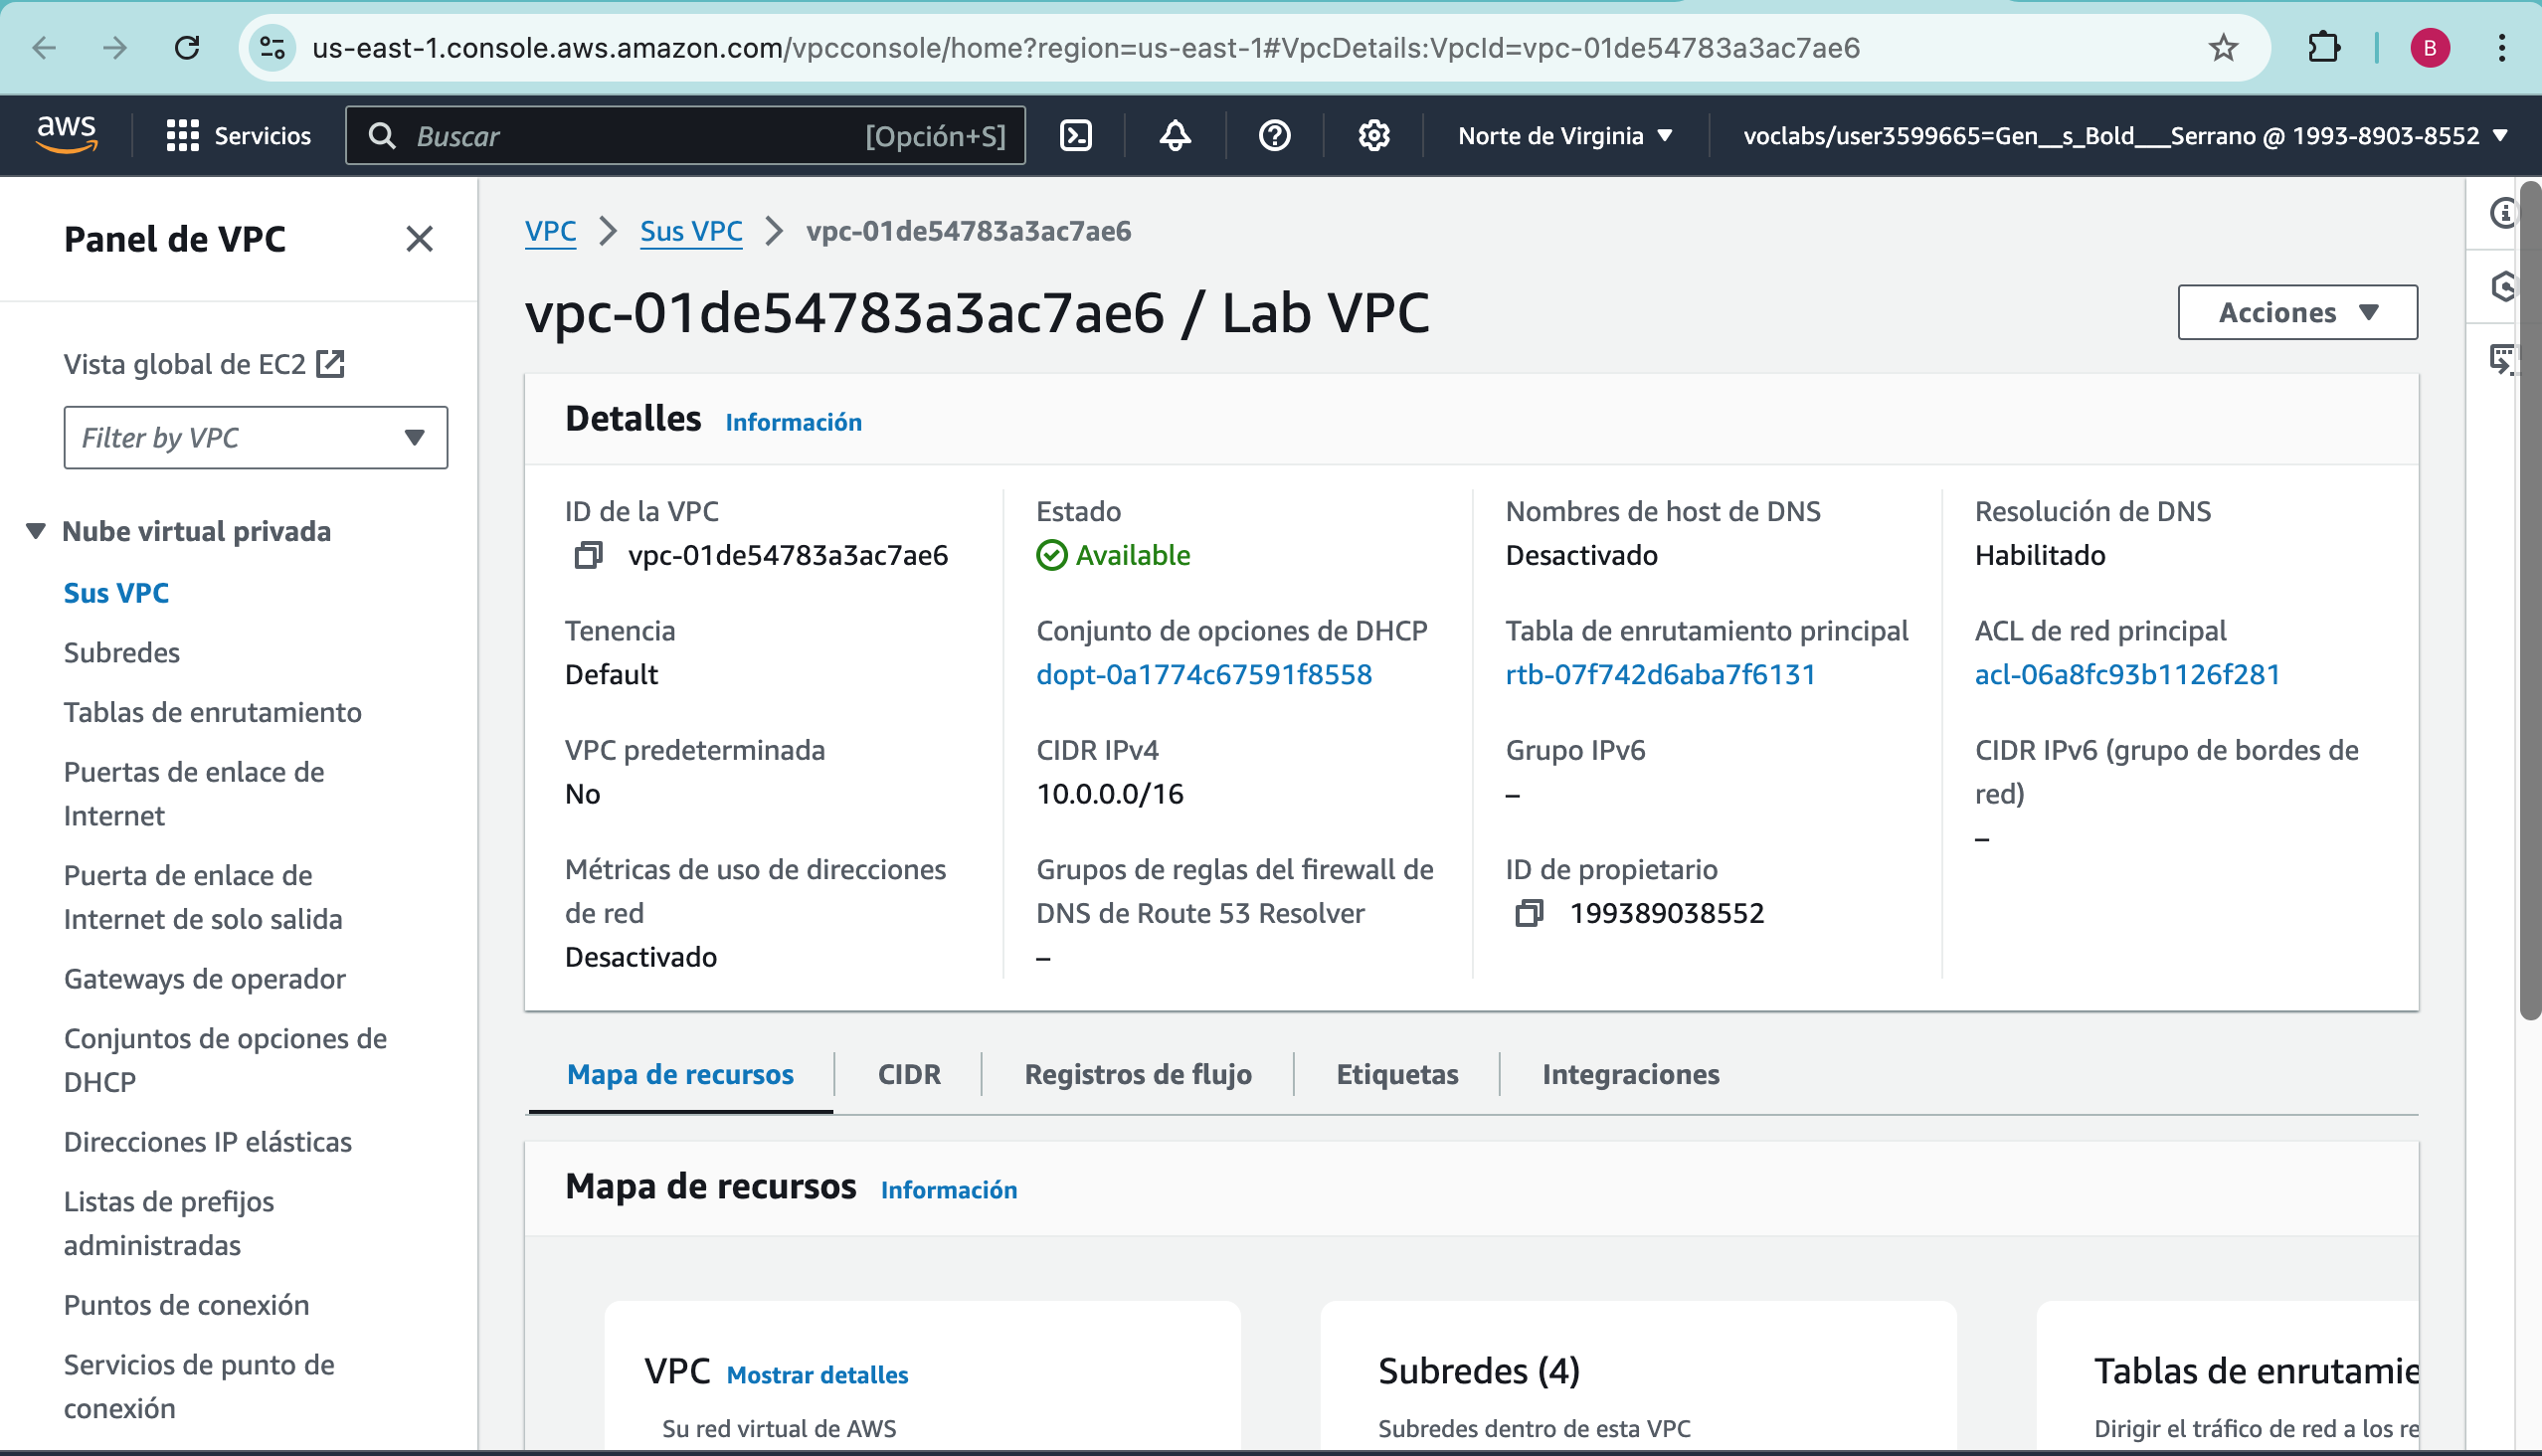 us-east-1.console.aws.amazon.com/vpcconsole/home?region=us-east-1#VpcDetails:VpcId=vpc-01de54783a3ac7ae6
B
aws
Servicios
Buscar
[Opción+S]
Norte de Virginia
voclabs/user3599665=Gen__s_Bold___Serrano @ 1993-8903-8552
Panel de VPC
Vista global de EC2
Filter by VPC
Nube virtual privada
Sus VPC
Subredes
Tablas de enrutamiento
Puertas de enlace de
Internet
Puerta de enlace de
Internet de solo salida
Gateways de operador
Conjuntos de opciones de
DHCP
Direcciones IP elásticas
Listas de prefijos
administradas
Puntos de conexión
Servicios de punto de
conexión
VPC
Sus VPC
vpc-01de54783a3ac7ae6
vpc-01de54783a3ac7ae6 / Lab VPC
Acciones
Detalles
Información
ID de la VPC
vpc-01de54783a3ac7ae6
Estado
Available
Nombres de host de DNS
Desactivado
Resolución de DNS
Habilitado
Tenencia
Default
Conjunto de opciones de DHCP
dopt-0a1774c67591f8558
Tabla de enrutamiento principal
rtb-07f742d6aba7f6131
ACL de red principal
acl-06a8fc93b1126f281
VPC predeterminada
No
CIDR IPv4
10.0.0.0/16
Grupo IPv6
–
CIDR IPv6 (grupo de bordes de
red)
–
Métricas de uso de direcciones
de red
Desactivado
Grupos de reglas del firewall de
DNS de Route 53 Resolver
–
ID de propietario
199389038552
Mapa de recursos
CIDR
Registros de flujo
Etiquetas
Integraciones
Mapa de recursos
Información
VPC
Mostrar detalles
Su red virtual de AWS
Subredes (4)
Subredes dentro de esta VPC
Tablas de enrutamie
Dirigir el tráfico de red a los re